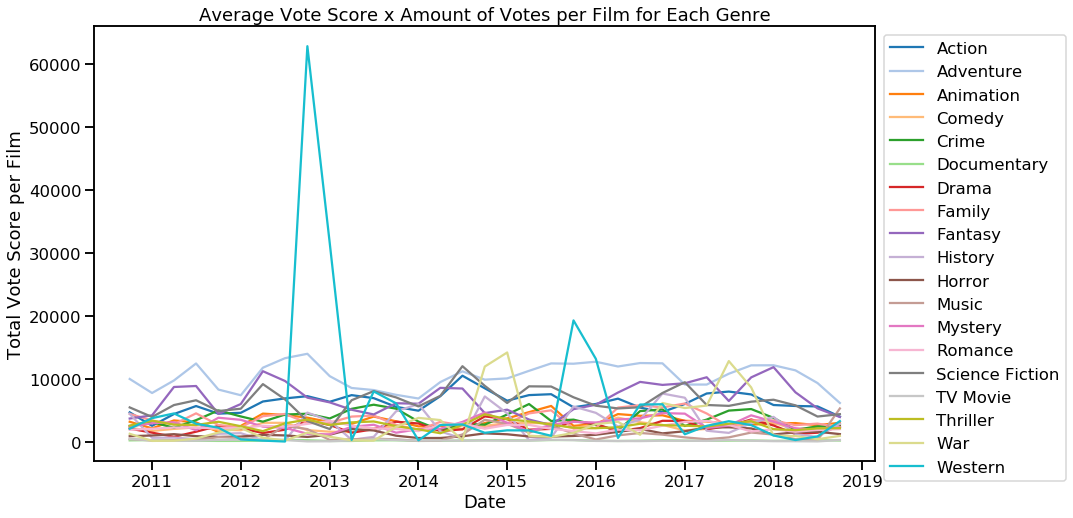 Average Vote Score x Amount of Votes per Film for Each Genre
Total Vote Score per Film
60000
50000
40000
30000
20000
10000
0
2011 2012 2013 2014 2015 2016 2017 2018 2019
Date
Action
Adventure
Animation
Comedy
Crime
Documentary
Drama
Family
Fantasy
History
Horror
Music
Mystery
Romance
Science Fiction
TV Movie
Thriller
War
Western